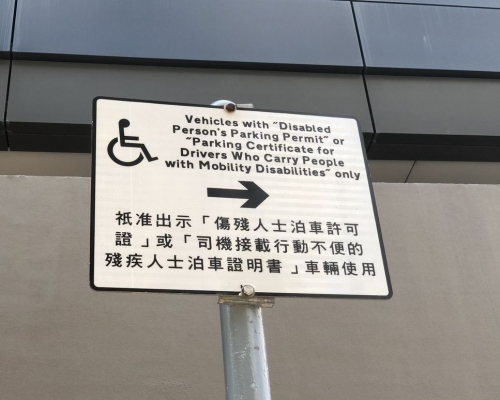 Vehicles with "Disabled
Person's Parking Permit" or
"Parking Certificate for
Drivers Who Carry People
with Mobility Disabilities" only
祇准出示「傷殘人士泊車許可
證」或「司機接載行動不便的
殘疾人士泊車證明書」車輛使用